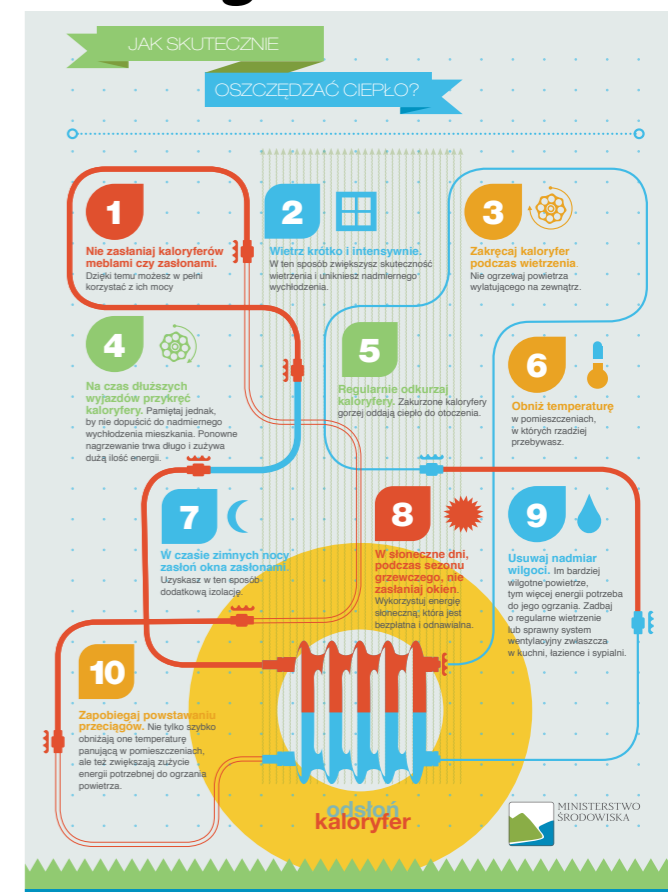 JAK SKUTECZNIE
OSZCZĘDZAĆ CIEPŁO?
1
Nie zasłaniaj kaloryferów
meblami czy zasłonami.
Dzięki temu możesz w pełni
korzystać z ich mocy
2
Wietrz krótko i intensywnie.
W ten sposób zwiększysz skuteczność
wietrzenia i unikniesz nadmiernego
wychłodzenia.
3
Zakręcaj kaloryfer
podczas wietrzenia
Nie ogrzewaj powietrza
wylatującego na zewnątrz.
4
Na czas dłuższych
wyjazdów przykręć
kaloryfery. Pamiętaj jednak,
by nie dopuścić do nadmiernego
wychłodzenia mieszkania. Ponowne
nagrzewanie trwa długo i zużywa
dużą ilość energii.
5
Regularnie odkurzaj
kaloryfery. Zakurzone kaloryfery
gorzej oddają ciepło do otoczenia.
6
Obniż temperaturę
w pomieszczeniach,
w których rzadziej
przebywasz.
7
W czasie zimnych nocy
zasłoń okna zasłonami.
Uzyskasz w ten sposób
dodatkową izolację.
8
W słoneczne dni,
podczas sezonu
grzewczego, nie
zasłaniaj okien.
Wykorzystuj energię
słoneczną, która jest
bezpłatna i odnawialna.
9
Usuwaj nadmiar
wilgoci. Im bardziej
wilgotne powietrze,
tym więcej energii potrzeba
do jego ogrzania. Zadbaj
o regularne wietrzenie
lub sprawny system
wentylacyjny zwłaszcza
w kuchni, łazience i sypialni.
10
Zapobiegaj powstawaniu
przeciągów. Nie tylko szybko
obniżają one temperaturę
panującą w pomieszczeniach,
ale też zwiększają zużycie
energii potrzebnej do ogrzania
powietrza.
odsłoń
kaloryfer
MINISTERSTWO
ŚRODOWISKA